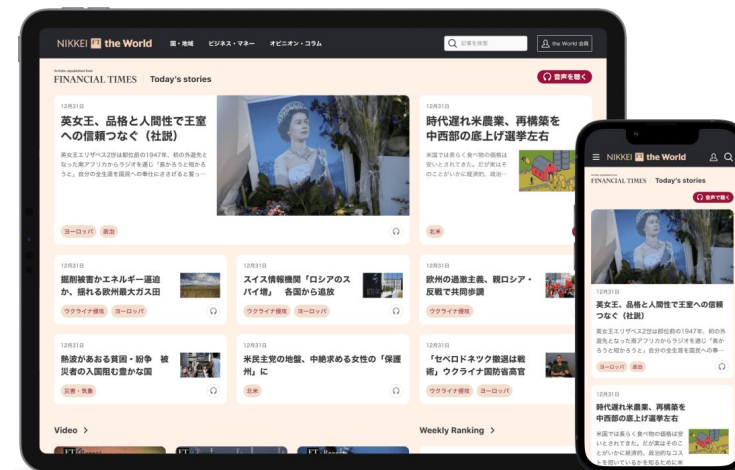 NIKKEI FT the World
国・地域 ビジネス・マネー オピニオン・コラム
記事を検索
the World 会員
Articles republished from
FINANCIAL TIMES
Today's stories
音声を聴く
12月31日
英女王、品格と人間性で王室
への信頼つなぐ（社説）
英女王エリザベス2世は即位前の1947年、初の外遊先と
なった南アフリカからラジオを通じ「長かろうと短かろ
うと」自分の全生涯を国民への奉仕にささげると誓っ…
ヨーロッパ 政治
12月31日
時代遅れ米農業、再構築を
中西部の底上げ選挙左右
米国では長らく食べ物の価格は
安いとされてきた。だが実はそ
のことがいかに経済的、政治…
北米
12月31日
掘削被害かエネルギー逼迫
か、揺れる欧州最大ガス田
ウクライナ侵攻 ヨーロッパ
12月31日
スイス情報機関「ロシアのス
パイ増」 各国から追放
ウクライナ侵攻 ヨーロッパ
12月31日
欧州の過激主義、親ロシア・
反戦で共同歩調
ウクライナ侵攻
12月31日
熱波があおる貧困・紛争 被
災者の入国阻む豊かな国
災害・気象
12月31日
米民主党の地盤、中絶求める女性の「保護
州」に
北米
12月31日
「セベロドネツク撤退は戦
術」ウクライナ国防省高官
ウクライナ侵攻 ヨーロッパ
Video
Weekly Ranking
NIKKEI FT the World
FINANCIAL TIMES
Today's stories
音声で聴く
12月31日
英女王、品格と人間性で王室への信頼
つなぐ（社説）
英女王エリザベス2世は即位前の1947年、初の外
遊先となった南アフリカからラジオを通じ「長か
ろうと短かろうと」自分の全生涯を国民への奉…
ヨーロッパ 政治
12月31日
時代遅れ米農業、再構築を
中西部の底上げ選挙左右
米国では長らく食べ物の価格は安
いとされてきた。だが実はそのこ
とがいかに経済的、政治的なコス
トを招いているかを知るために米